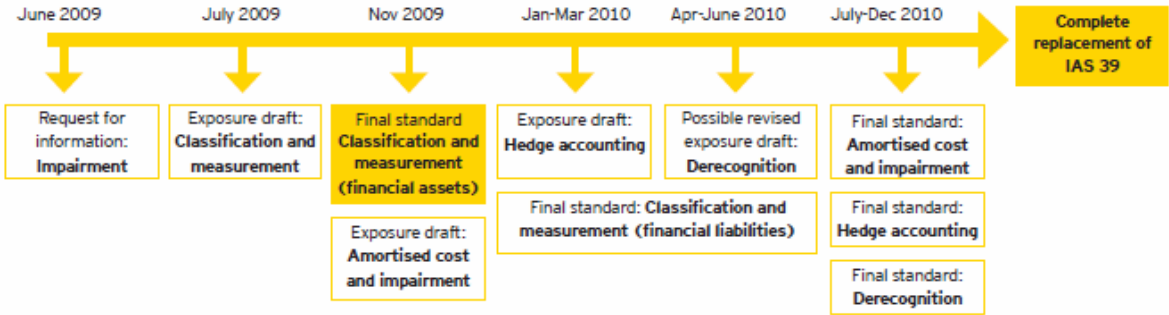 June 2009
July 2009
Nov 2009
Jan-Mar 2010
Apr-June 2010
July-Dec 2010
Complete
replacement of
IAS 39
Request for
information:
Impairment
Exposure draft:
Classification and
measurement
Final standard
Classification and
measurement
(financial assets)
Exposure draft:
Amortised cost
and impairment
Exposure draft:
Hedge accounting
Possible revised
exposure draft:
Derecognition
Final standard: Classification and
measurement (financial liabilities)
Final standard:
Amortised cost
and impairment
Final standard:
Hedge accounting
Final standard:
Derecognition